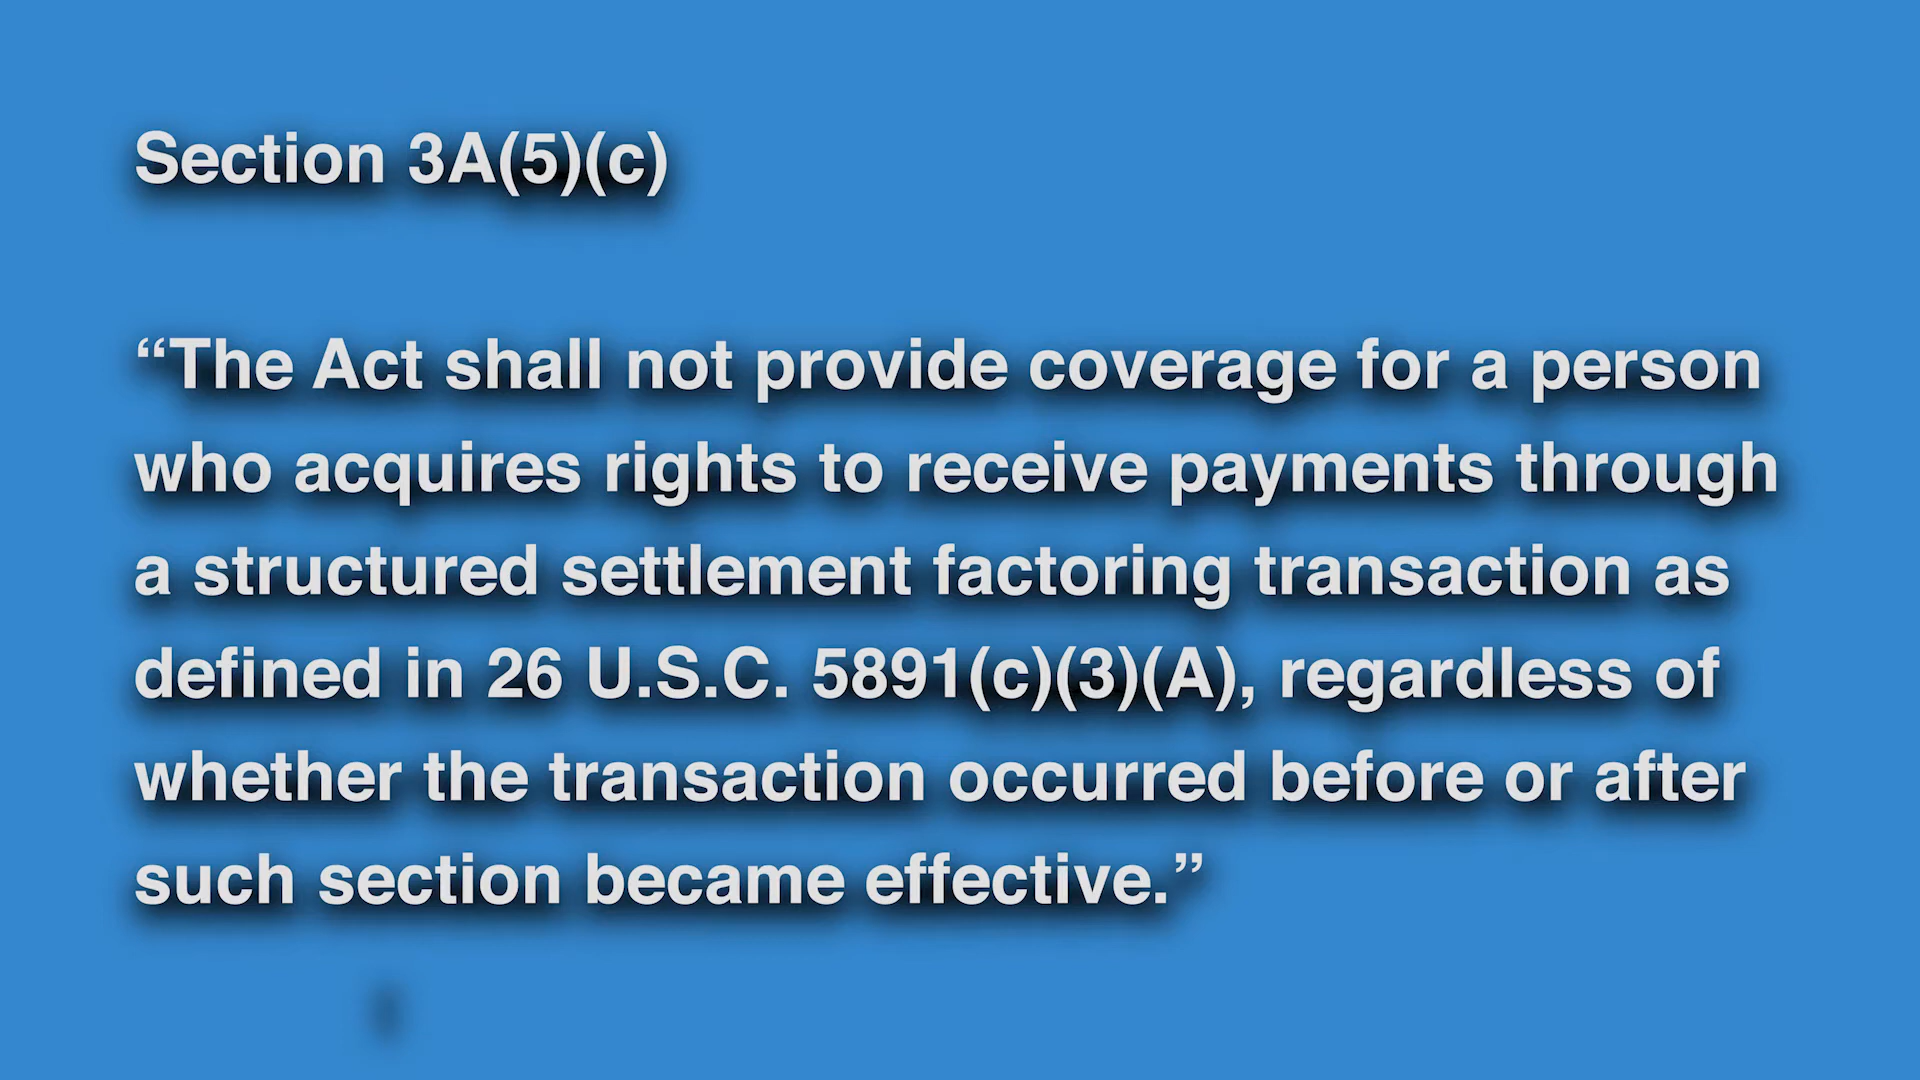 Section 3A(5)(c)
“The Act shall not provide coverage for a person
who acquires rights to receive payments through
a structured settlement factoring transaction as
defined in 26 U.S.C. 5891(c)(3)(A), regardless of
whether the transaction occurred before or after
such section became effective.”